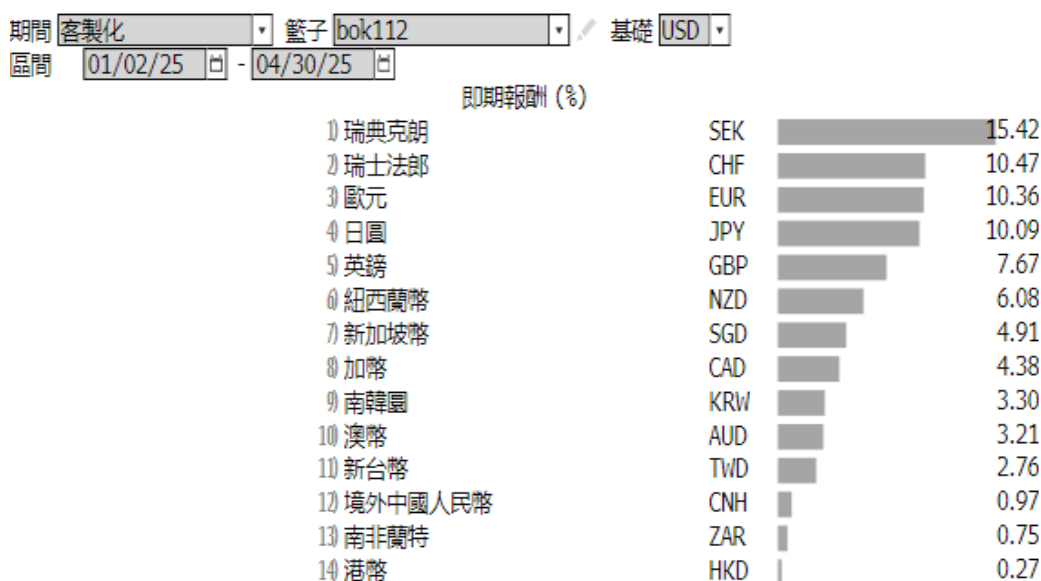 期間 客製化 籃子 bok112 基礎 USD
區間 01/02/25 - 04/30/25
即期報酬 (%)
1) 瑞典克朗 SEK 15.42
2) 瑞士法郎 CHF 10.47
3) 歐元 EUR 10.36
4) 日圓 JPY 10.09
5) 英鎊 GBP 7.67
6) 紐西蘭幣 NZD 6.08
7) 新加坡幣 SGD 4.91
8) 加幣 CAD 4.38
9) 南韓圜 KRW 3.30
10) 澳幣 AUD 3.21
11) 新台幣 TWD 2.76
12) 境外中國人民幣 CNH 0.97
13) 南非蘭特 ZAR 0.75
14) 港幣 HKD 0.27